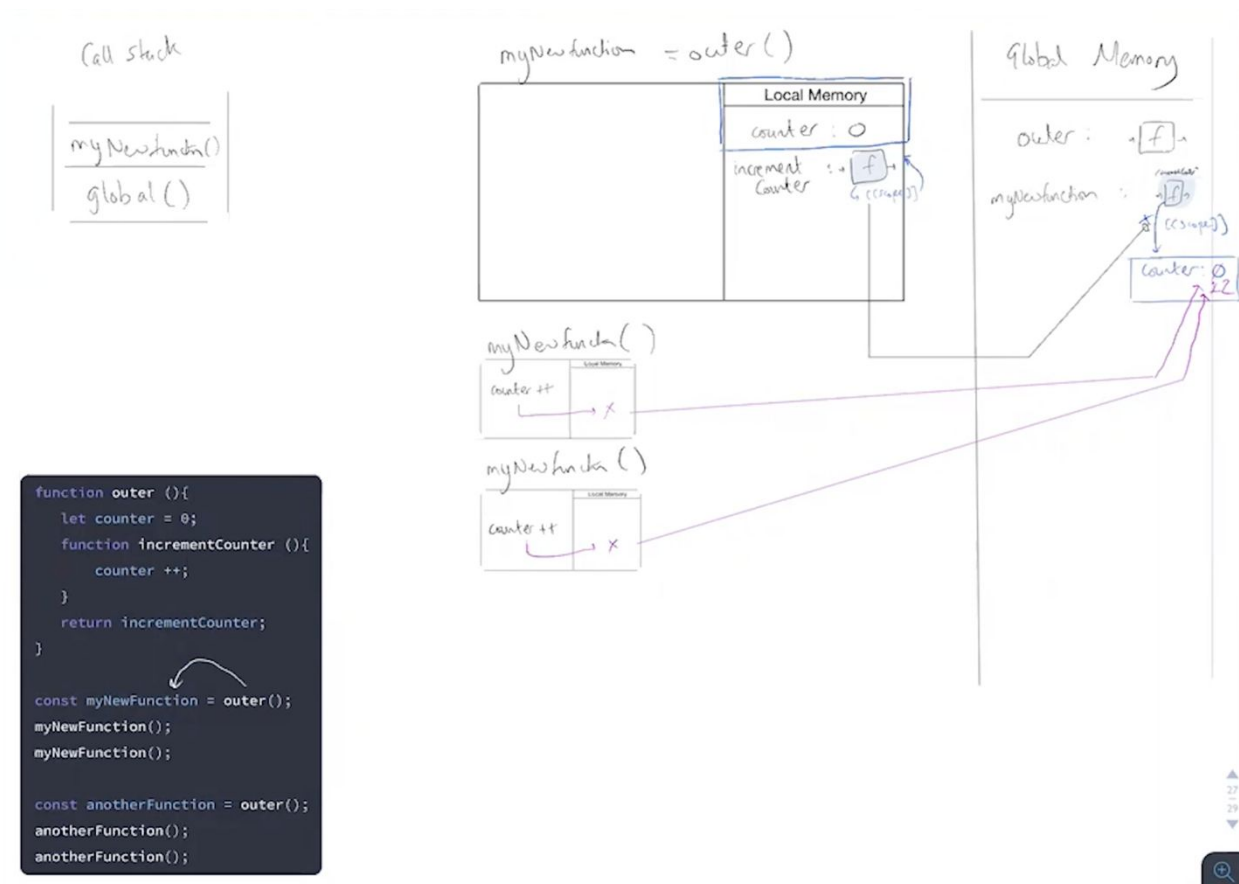 Call stack
myNewfunction()
global()
myNewfunction = outer()
Local Memory
counter : 0
increment : f
Counter
[[scope]]
myNewfunction()
Local Memory
counter ++
x
myNewfunction()
Local Memory
counter ++
x
Global Memory
outer : f
myNewfunction : f
[[scope]]
counter: 0
function outer (){
let counter = 0;
function incrementCounter (){
counter ++;
}
return incrementCounter;
}
const myNewFunction = outer();
myNewFunction();
myNewFunction();
const anotherFunction = outer();
anotherFunction();
anotherFunction();
27
29